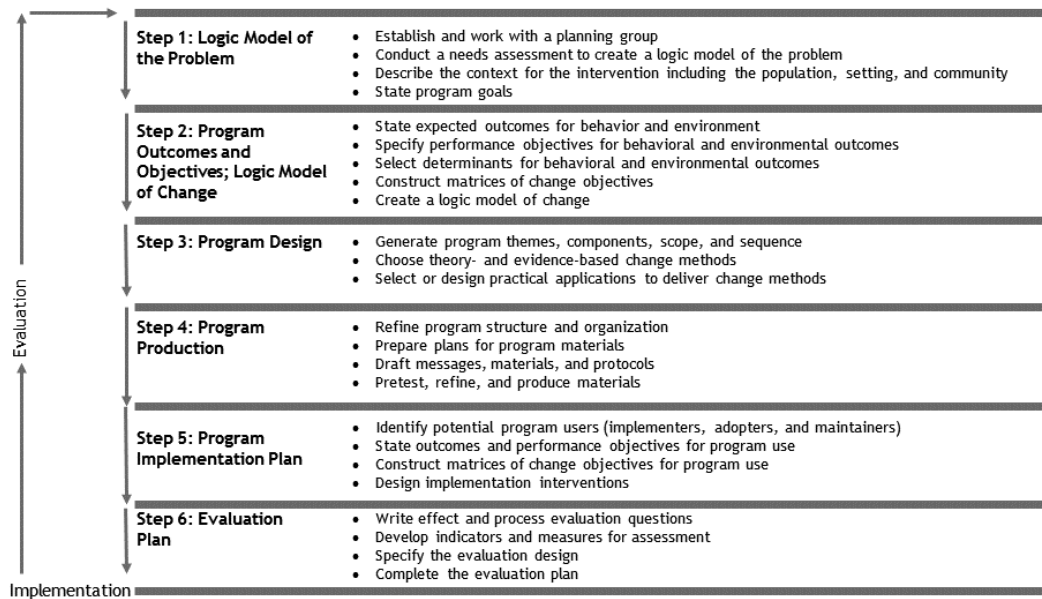 Step 1: Logic Model of
the Problem
• Establish and work with a planning group
• Conduct a needs assessment to create a logic model of the problem
• Describe the context for the intervention including the population, setting, and community
• State program goals
Step 2: Program
Outcomes and
Objectives; Logic Model
of Change
• State expected outcomes for behavior and environment
• Specify performance objectives for behavioral and environmental outcomes
• Select determinants for behavioral and environmental outcomes
• Construct matrices of change objectives
• Create a logic model of change
Step 3: Program Design
• Generate program themes, components, scope, and sequence
• Choose theory- and evidence-based change methods
• Select or design practical applications to deliver change methods
Evaluation
Step 4: Program
Production
• Refine program structure and organization
• Prepare plans for program materials
• Draft messages, materials, and protocols
• Pretest, refine, and produce materials
Step 5: Program
Implementation Plan
• Identify potential program users (implementers, adopters, and maintainers)
• State outcomes and performance objectives for program use
• Construct matrices of change objectives for program use
• Design implementation interventions
Step 6: Evaluation
Plan
• Write effect and process evaluation questions
• Develop indicators and measures for assessment
• Specify the evaluation design
• Complete the evaluation plan
Implementation